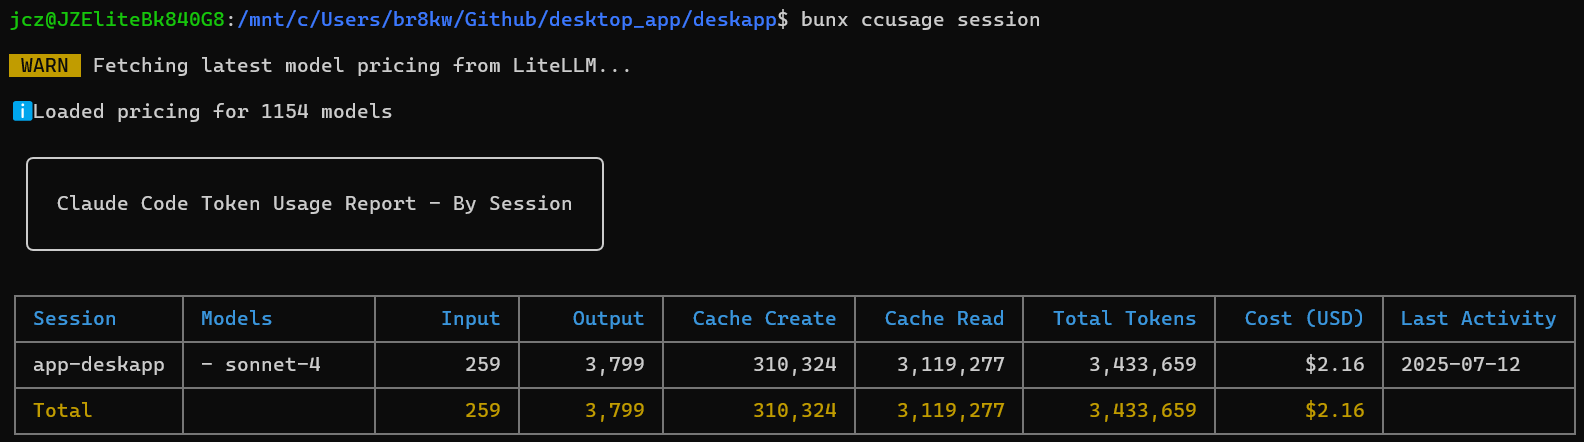 jcz@JZEliteBk840G8:/mnt/c/Users/br8kw/Github/desktop_app/deskapp$ bunx ccusage session
WARN Fetching latest model pricing from LiteLLM...
ℹ Loaded pricing for 1154 models
Claude Code Token Usage Report - By Session
Session Models Input Output Cache Create Cache Read Total Tokens Cost (USD) Last Activity
app-deskapp - sonnet-4 259 3,799 310,324 3,119,277 3,433,659 $2.16 2025-07-12
Total 259 3,799 310,324 3,119,277 3,433,659 $2.16